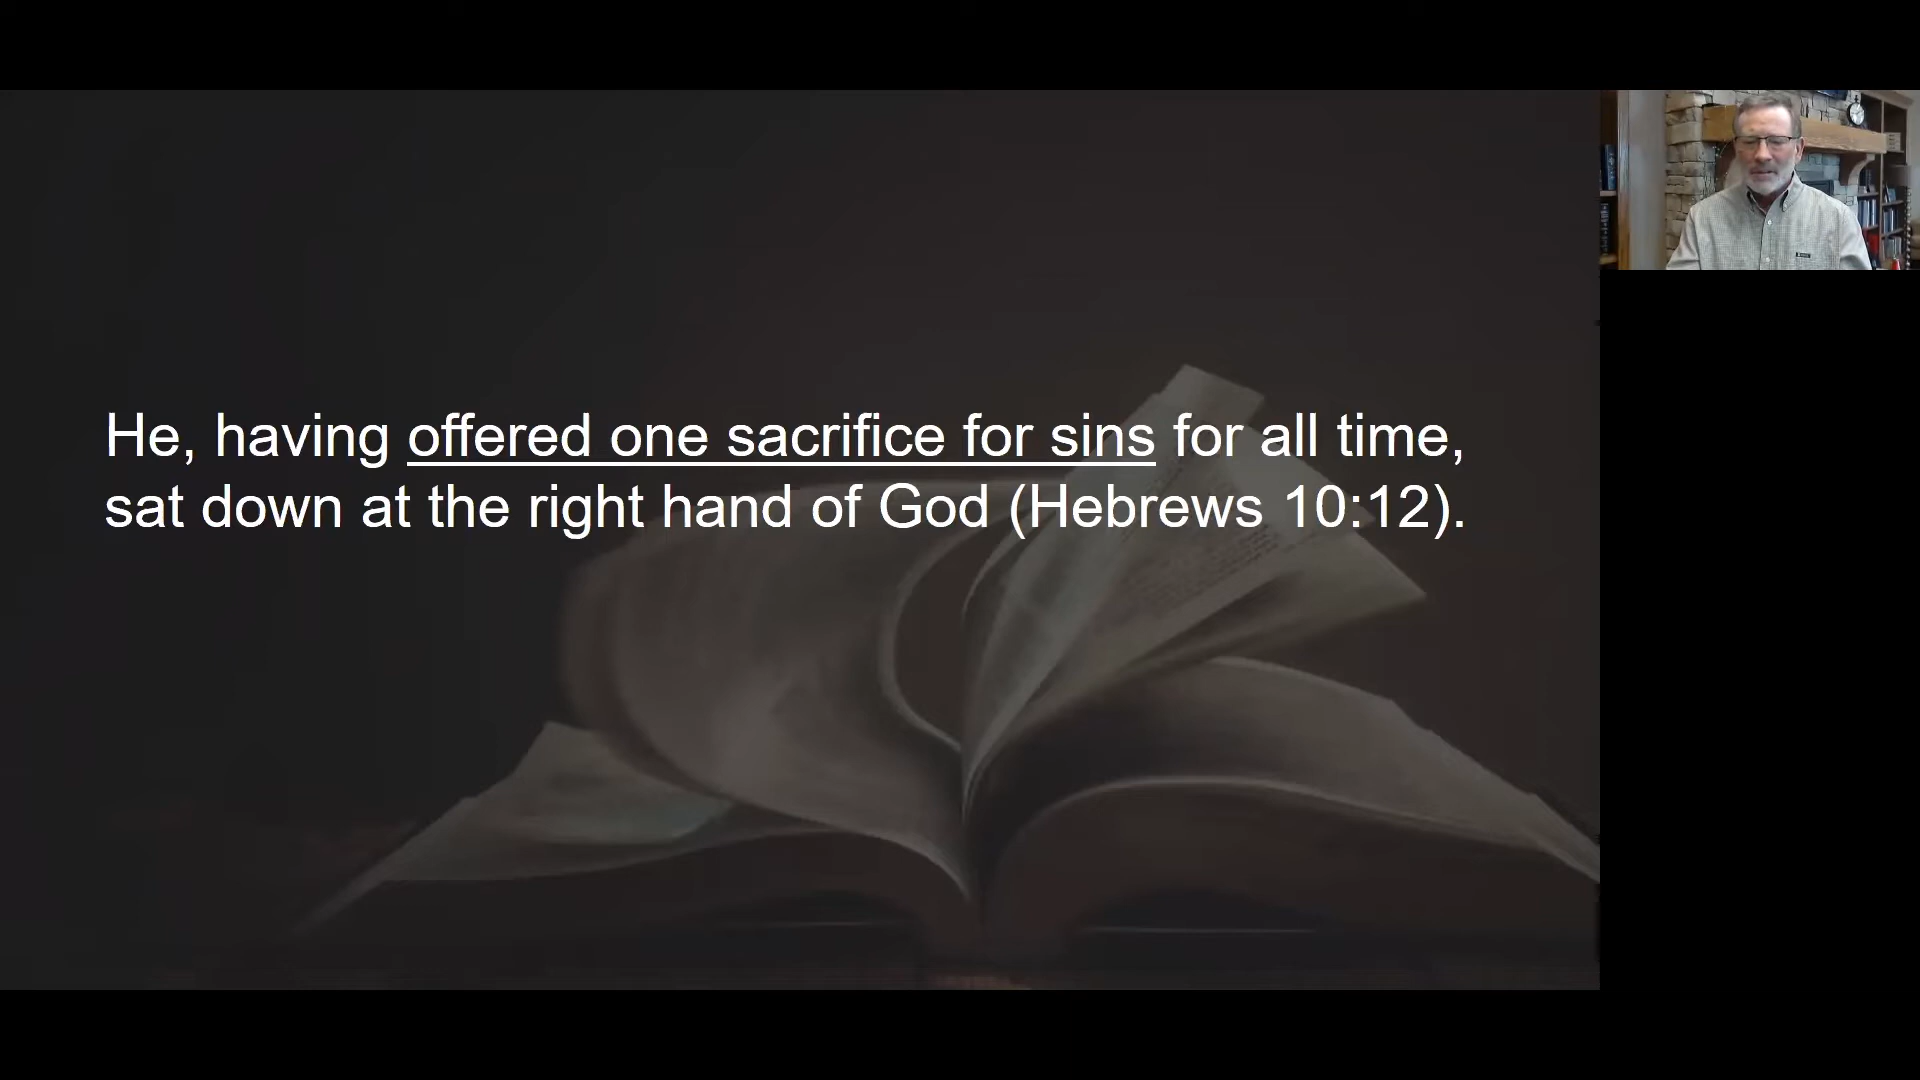 He, having offered one sacrifice for sins for all time,
sat down at the right hand of God (Hebrews 10:12).